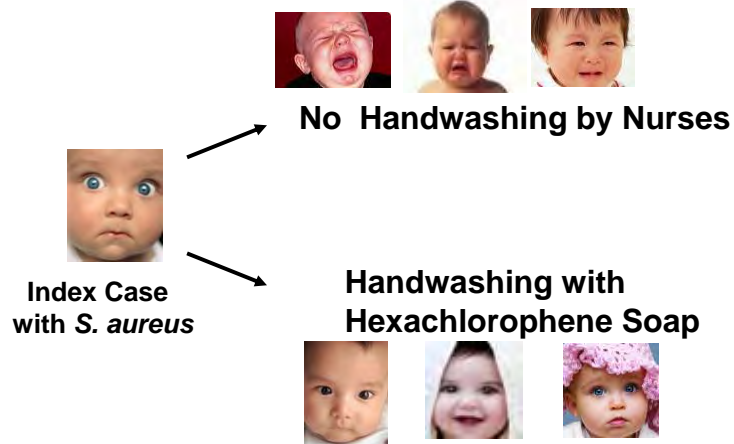 No Handwashing by Nurses
Index Case
with S. aureus
Handwashing with
Hexachlorophene Soap